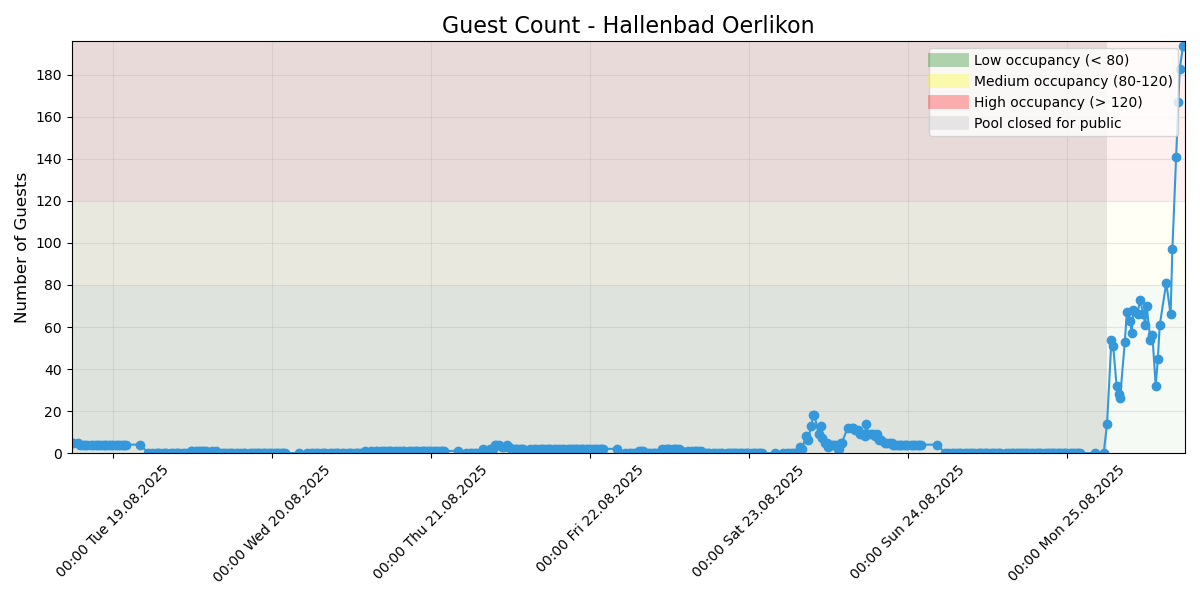 Guest Count - Hallenbad Oerlikon
Low occupancy (< 80)
Medium occupancy (80-120)
High occupancy (> 120)
Pool closed for public
Number of Guests
180
160
140
120
100
80
60
40
20
0
00:00 Tue 19.08.2025
00:00 Wed 20.08.2025
00:00 Thu 21.08.2025
00:00 Fri 22.08.2025
00:00 Sat 23.08.2025
00:00 Sun 24.08.2025
00:00 Mon 25.08.2025